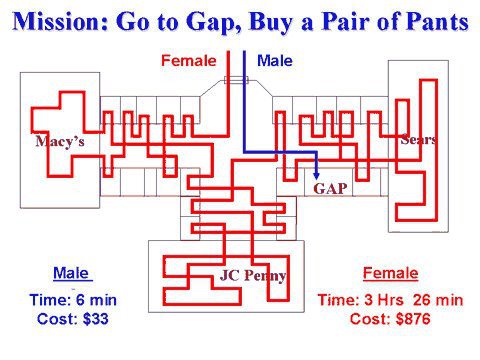 Mission: Go to Gap, Buy a Pair of Pants
Female Male
Macy's
Sears
GAP
JC Penny
Male
Time: 6 min
Cost: $33
Female
Time: 3 Hrs 26 min
Cost: $876